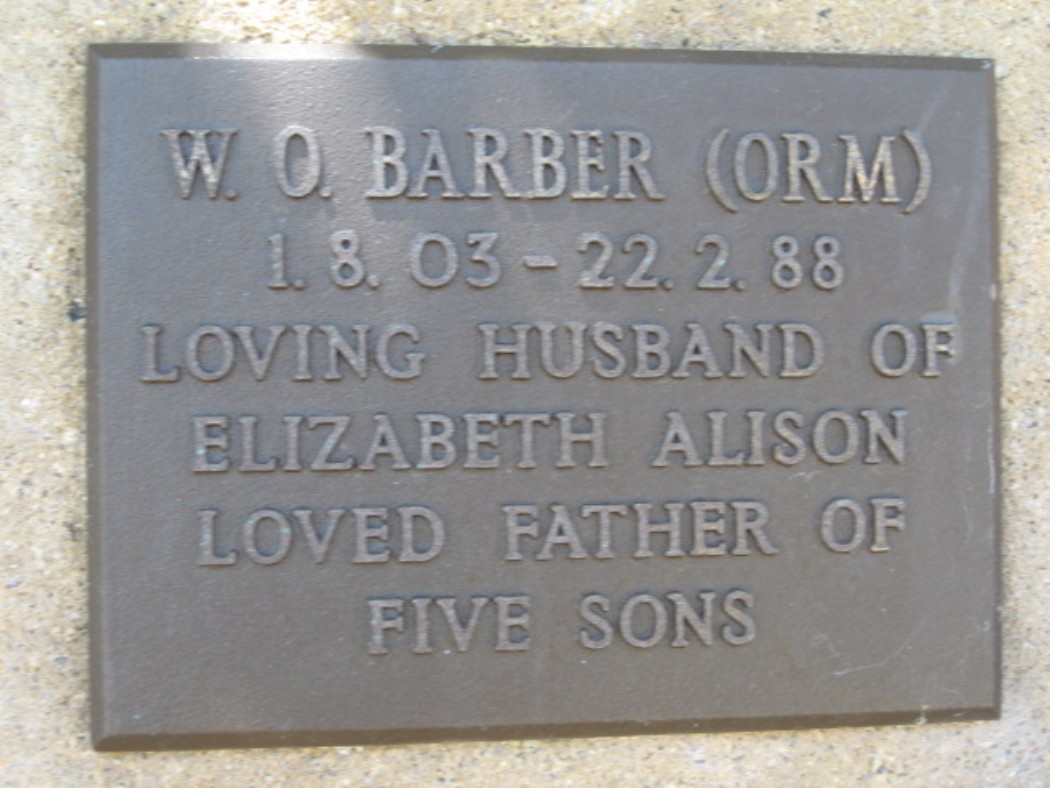 W. O. BARBER (ORM)
1. 8. 03 - 22. 2. 88
LOVING HUSBAND OF
ELIZABETH ALISON
LOVED FATHER OF
FIVE SONS